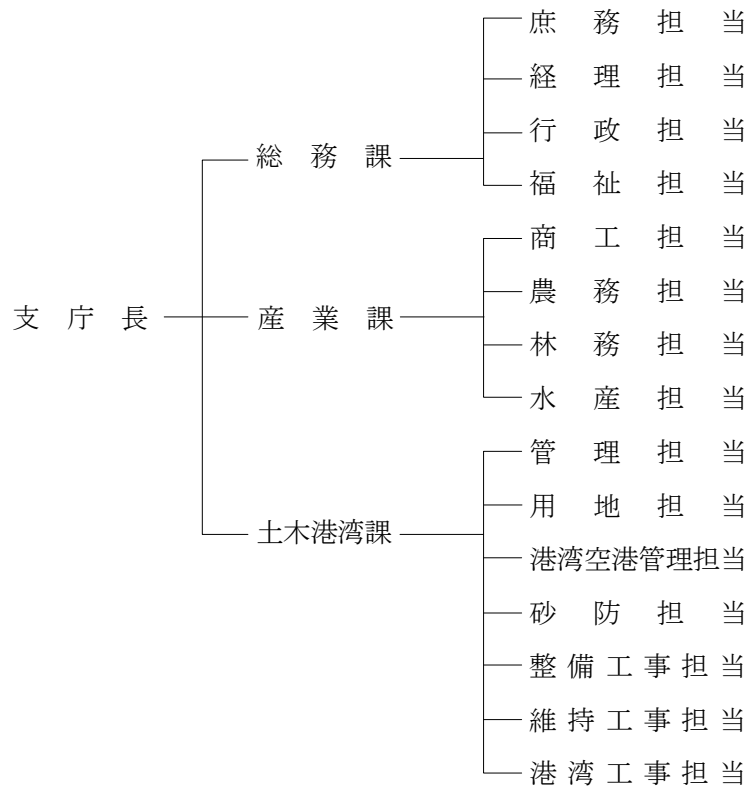 支庁長
総務課
庶務担当
経理担当
行政担当
福祉担当
産業課
商工担当
農務担当
林務担当
水産担当
土木港湾課
管理担当
用地担当
港湾空港管理担当
砂防担当
整備工事担当
維持工事担当
港湾工事担当